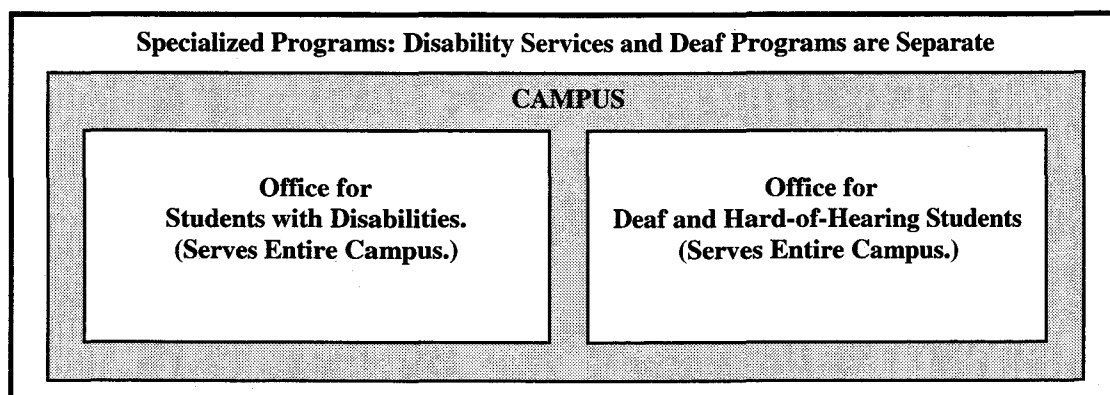 Specialized Programs: Disability Services and Deaf Programs are Separate
CAMPUS
Office for
Students with Disabilities.
(Serves Entire Campus.)
Office for
Deaf and Hard-of-Hearing Students
(Serves Entire Campus.)